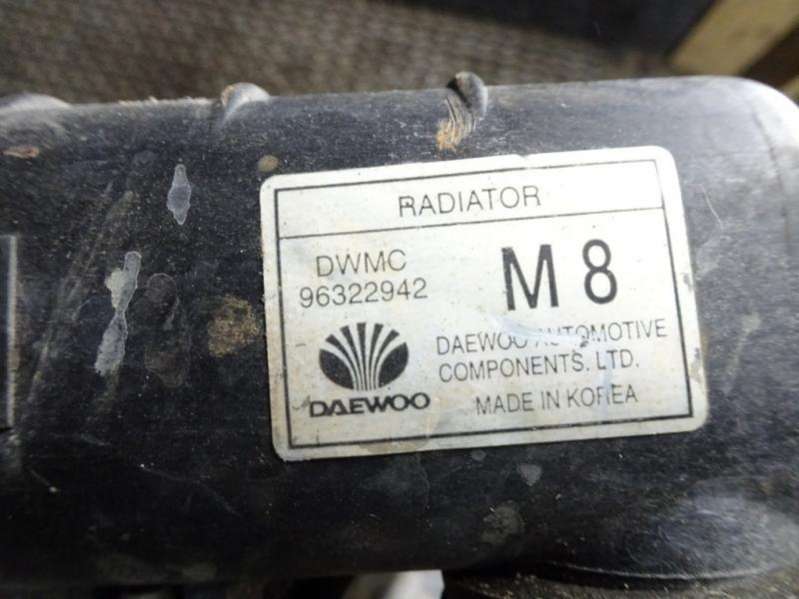 RADIATOR
DWMC
96322942
M 8
DAEWOO AUTOMOTIVE
COMPONENTS. LTD.
DAEWOO
MADE IN KOREA